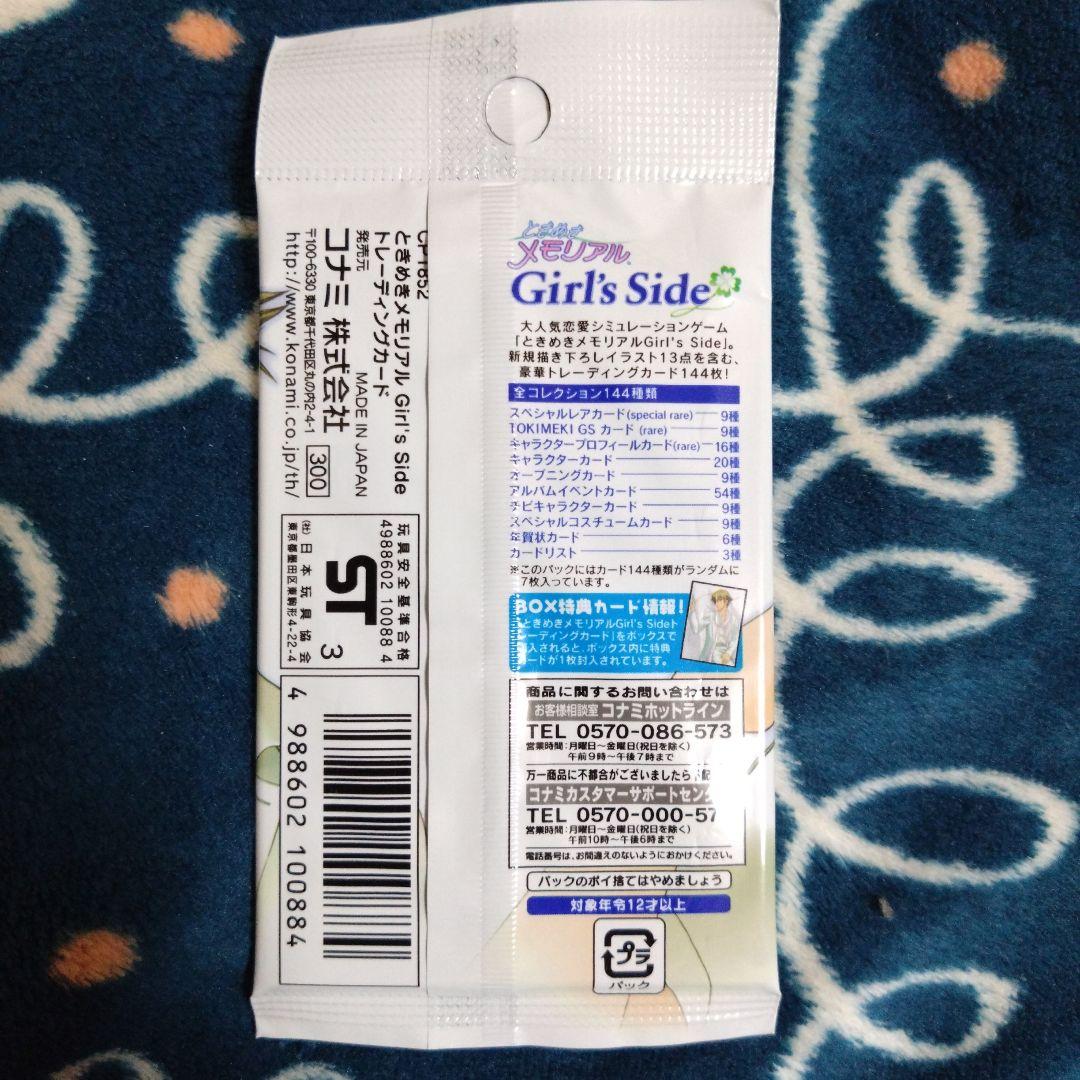 ときめき
メモリアル
Girl's Side
大人気恋愛シミュレーションゲーム
「ときめきメモリアルGirl's Side」。
新規描き下ろしイラスト13点を含む、
豪華トレーディングカード144枚!
全コレクション144種類
スペシャルレアカード(special rare) 9種
TOKIMEKI GS カード (rare) 9種
キャラクタープロフィールカード(rare) 16種
キャラクターカード 20種
オープニングカード 9種
アルバムイベントカード 54種
チビキャラクターカード 9種
スペシャルコスチュームカード 9種
年賀状カード 6種
カードリスト 3種
※このパックにはカード144種類がランダムに
7枚入っています。
BOX特典カード情報!
ときめきメモリアルGirl's Sideト
レーディングカード」をボックスで
入されると、ボックス内に特典
カードが1枚封入されています。
商品に関するお問い合わせは
お客様相談室 コナミホットライン
TEL 0570-086-573
営業時間:月曜日〜金曜日(祝日を除く)
午前9時〜午後7時まで
万一商品に不都合がございましたら下記
コナミカスタマーサポートセンタ
TEL 0570-000-57
営業時間:月曜日〜金曜日(祝日を除く)
午前10時〜午後6時まで
電話番号は、お間違えのないようにおかけください。
パックのポイ捨てはやめましょう
対象年令12才以上
プラ
パック
CP1852
ときめきメモリアル Girl's Side
トレーディングカード
MADE IN JAPAN
発売元
コナミ株式会社
300
〒100-6330 東京都千代田区丸の内2-4-1
http://www.konami.co.jp/th/
玩具安全基準合格
4988602 10088 4
ST
3
(社)日本玩具協会
東京都墨田区東駒形4-22-4
4 988602 100884